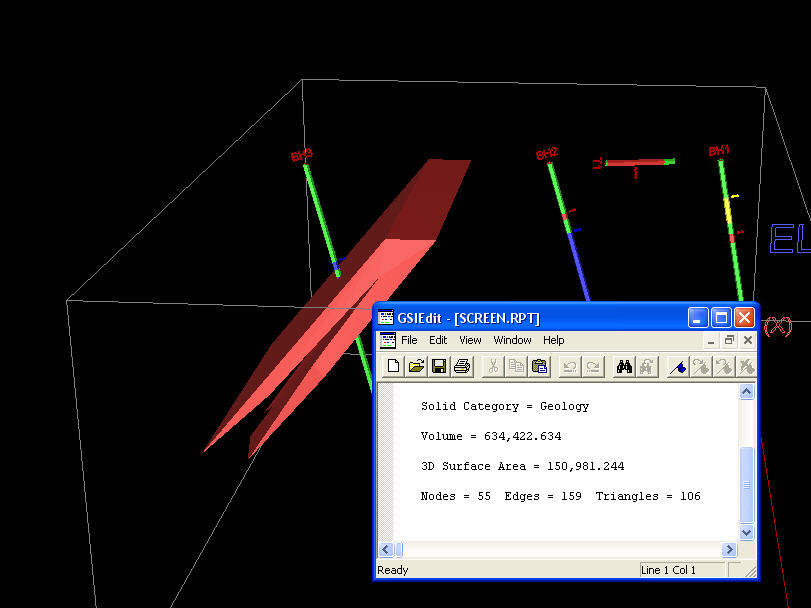 BH3
BH2
T1
BH1
EL
(X)
GSIEdit - [SCREEN.RPT]
File Edit View Window Help
Solid Category = Geology
Volume = 634,422.634
3D Surface Area = 150,981.244
Nodes = 55 Edges = 159 Triangles = 106
Ready
Line 1 Col 1